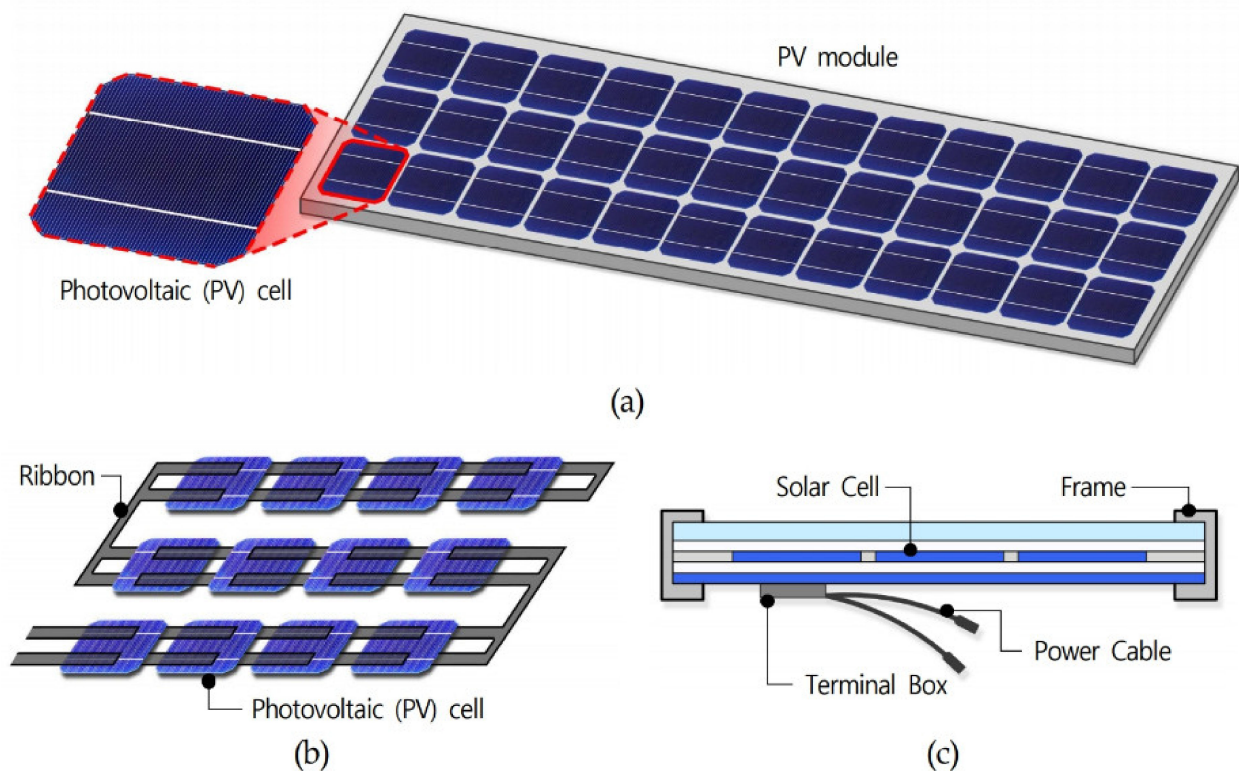 PV module
Photovoltaic (PV) cell
(a)
Ribbon
Photovoltaic (PV) cell
(b)
Solar Cell
Frame
Power Cable
Terminal Box
(c)